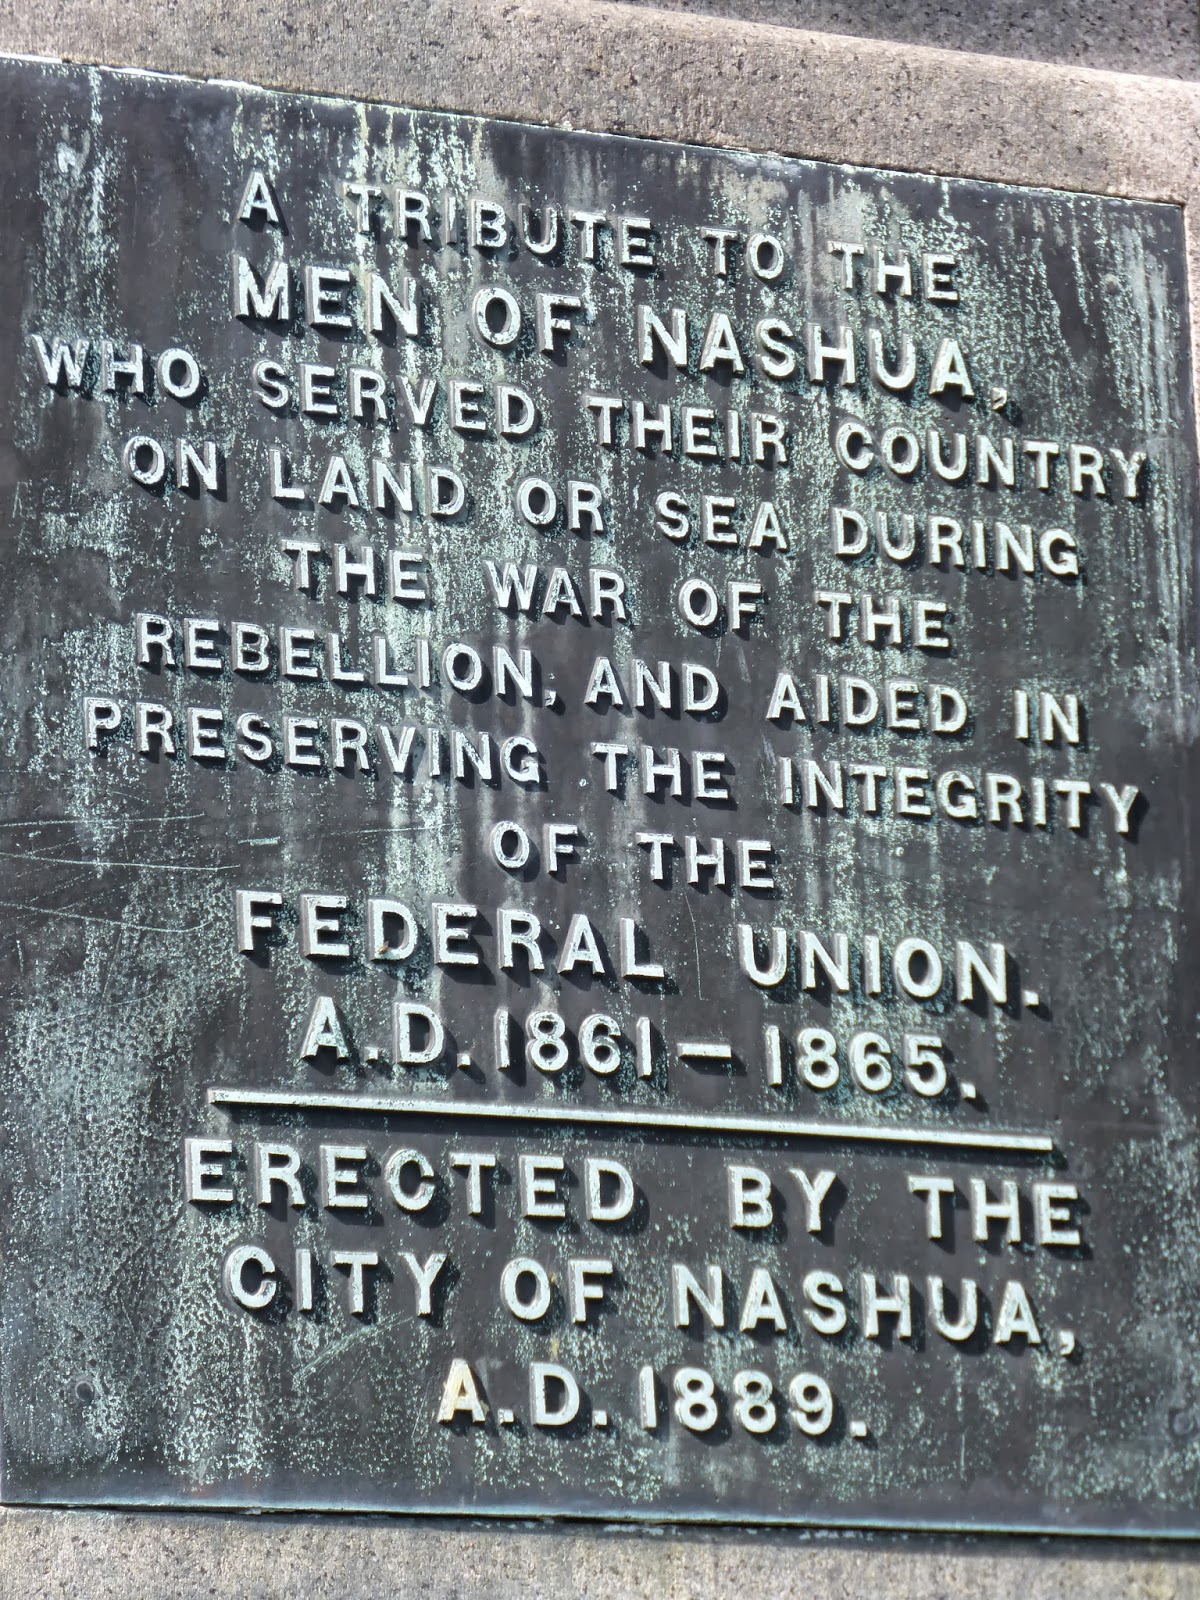 A TRIBUTE TO THE
MEN OF NASHUA,
WHO SERVED THEIR COUNTRY
ON LAND OR SEA DURING
THE WAR OF THE
REBELLION, AND AIDED IN
PRESERVING THE INTEGRITY
OF THE
FEDERAL UNION.
A.D. 1861 – 1865.
ERECTED BY THE
CITY OF NASHUA,
A.D. 1889.